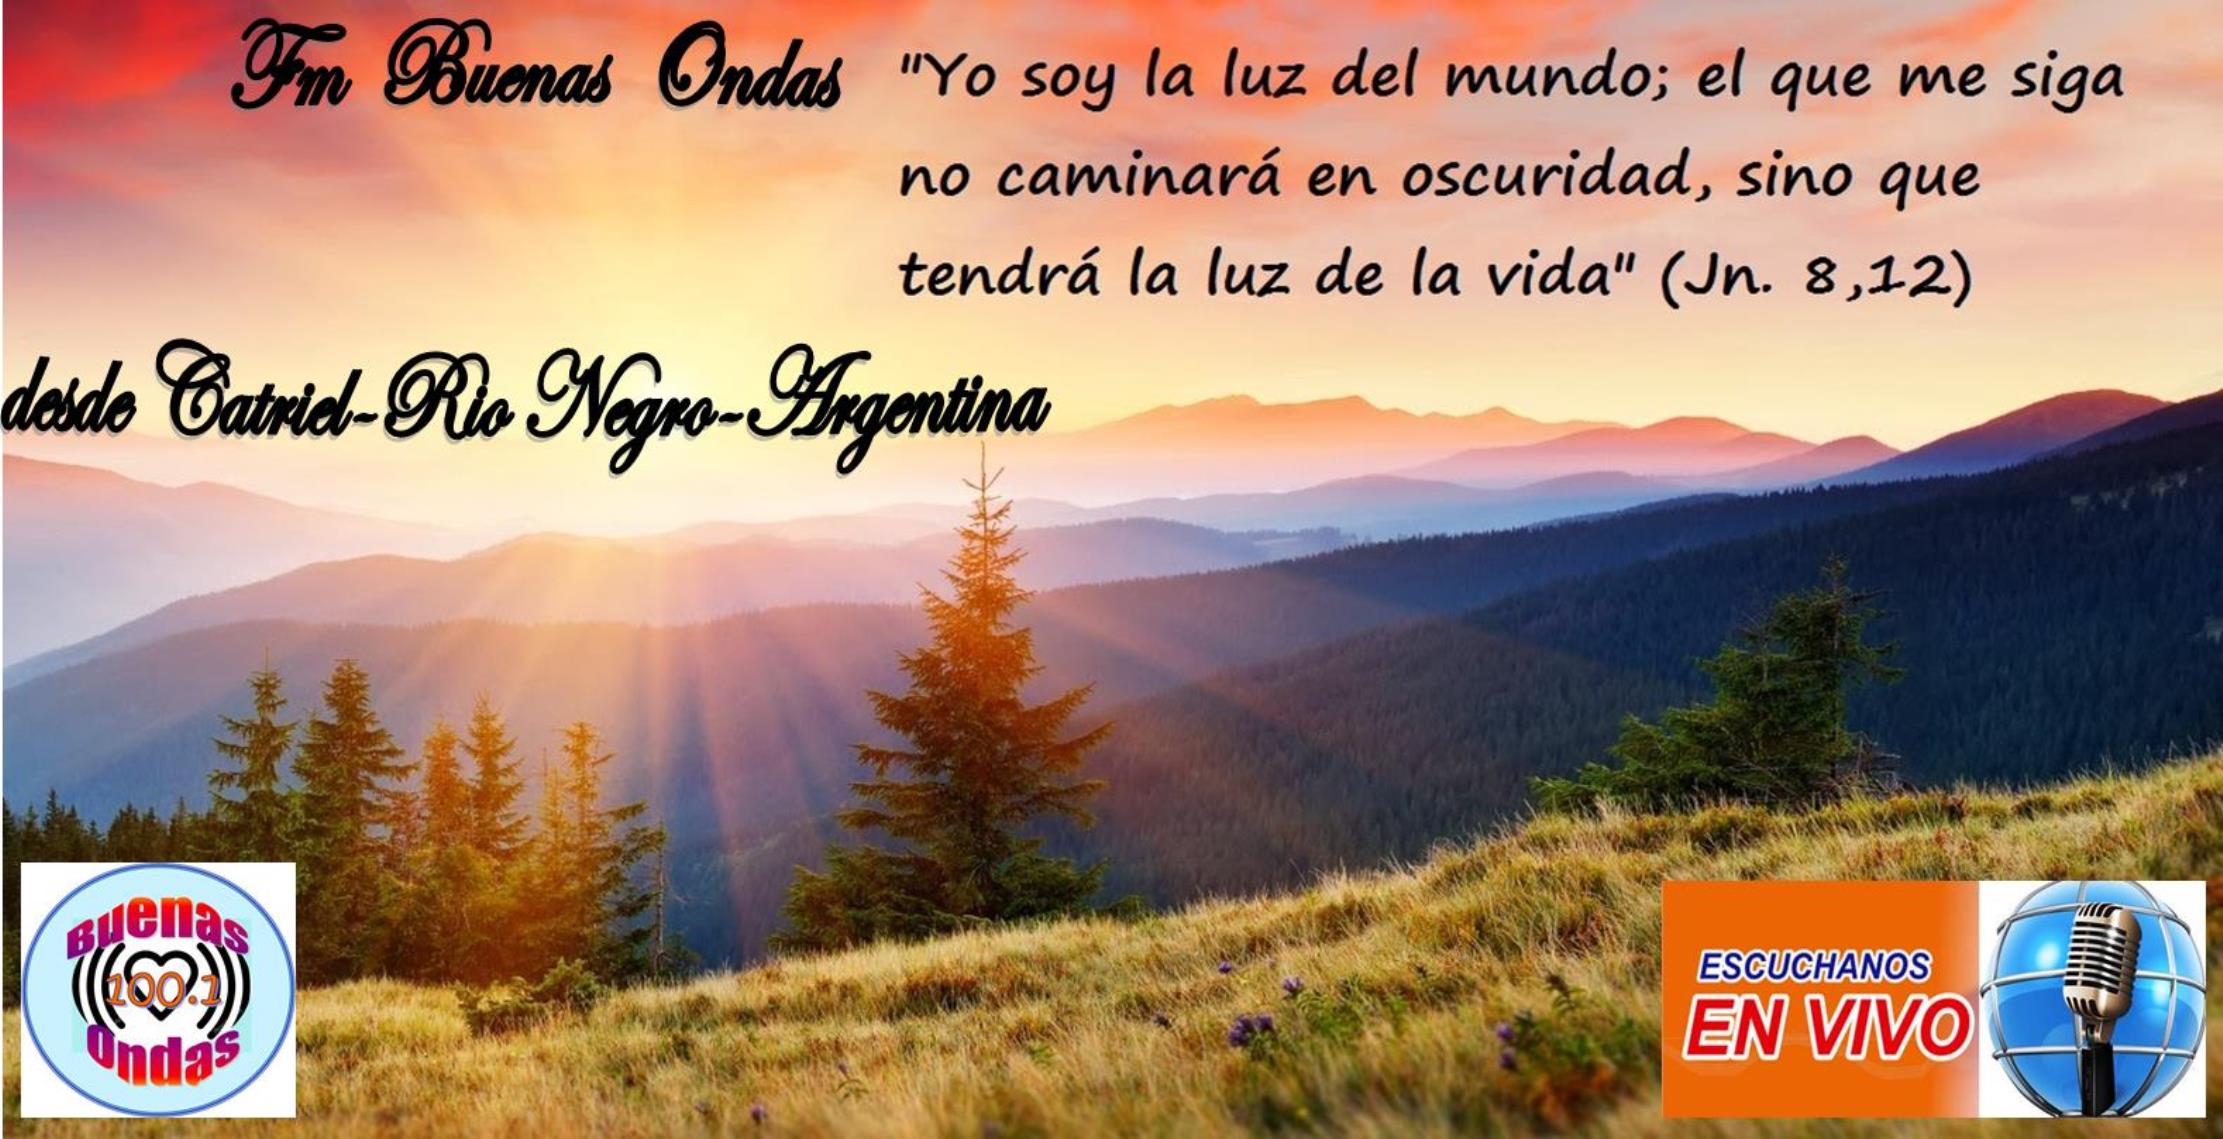 Fm Buenas Ondas
"Yo soy la luz del mundo; el que me siga
no caminará en oscuridad, sino que
tendrá la luz de la vida" (Jn. 8,12)
desde Catriel-Rio Negro-Argentina
Buenas
100.1
Ondas
ESCUCHANOS
EN VIVO